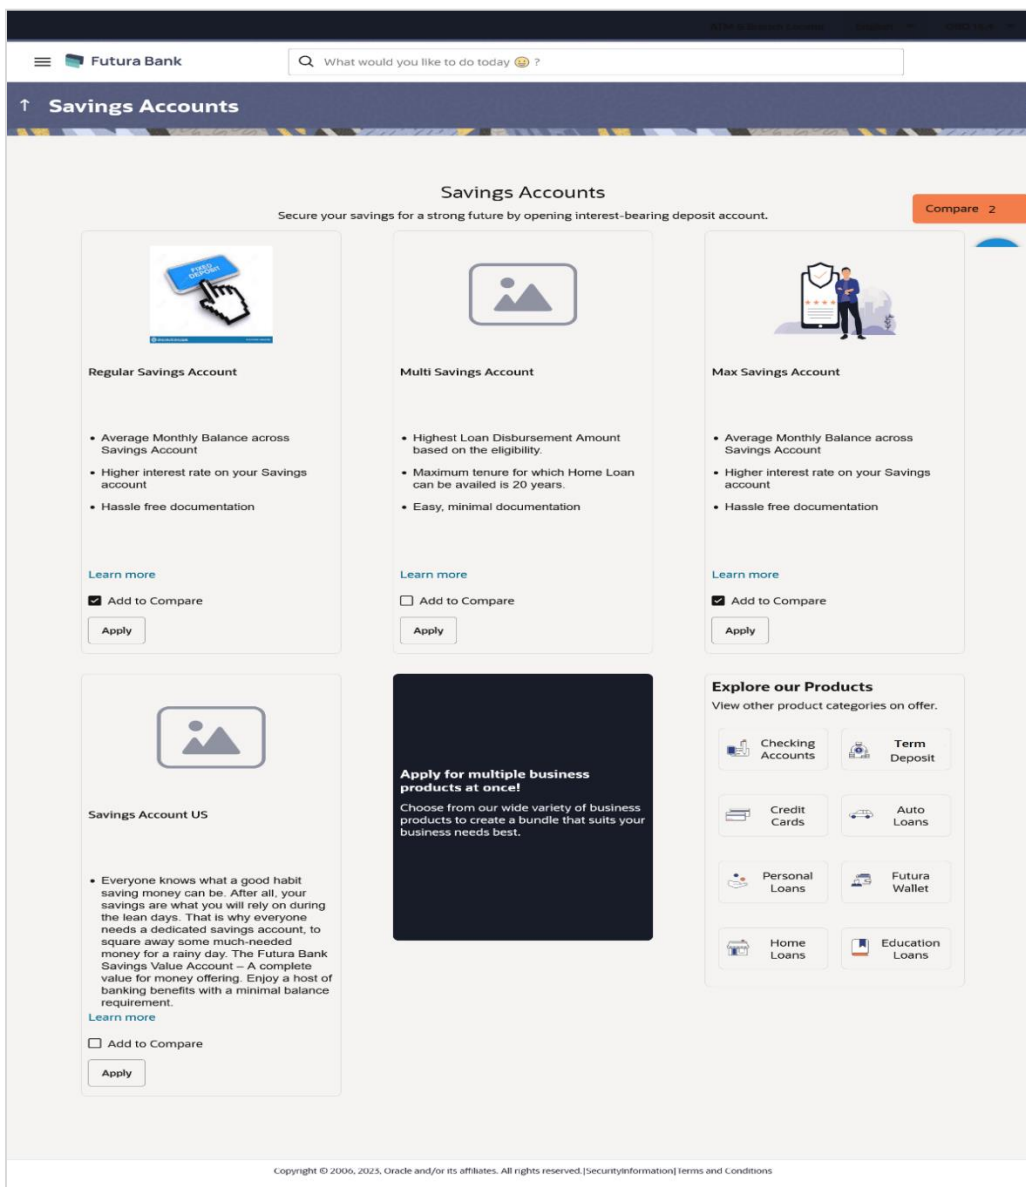 Futura Bank
What would you like to do today 😀 ?
↑ Savings Accounts
Savings Accounts
Secure your savings for a strong future by opening interest-bearing deposit account.
Compare 2
FIXED
DEPOSIT
Regular Savings Account
• Average Monthly Balance across
Savings Account
• Higher interest rate on your Savings
account
• Hassle free documentation
Learn more
Add to Compare
Apply
Multi Savings Account
• Highest Loan Disbursement Amount
based on the eligibility.
• Maximum tenure for which Home Loan
can be availed is 20 years.
• Easy, minimal documentation
Learn more
Add to Compare
Apply
Max Savings Account
• Average Monthly Balance across
Savings Account
• Higher interest rate on your Savings
account
• Hassle free documentation
Learn more
Add to Compare
Apply
Savings Account US
• Everyone knows what a good habit
saving money can be. After all, your
savings are what you will rely on during
the lean days. That is why everyone
needs a dedicated savings account, to
square away some much-needed
money for a rainy day. The Futura Bank
Savings Value Account – A complete
value for money offering. Enjoy a host of
banking benefits with a minimal balance
requirement.
Learn more
Add to Compare
Apply
Apply for multiple business
products at once!
Choose from our wide variety of business
products to create a bundle that suits your
business needs best.
Explore our Products
View other product categories on offer.
Checking
Accounts
Term
Deposit
Credit
Cards
Auto
Loans
Personal
Loans
Futura
Wallet
Home
Loans
Education
Loans
Copyright © 2006, 2023, Oracle and/or its affiliates. All rights reserved.|SecurityInformation|Terms and Conditions